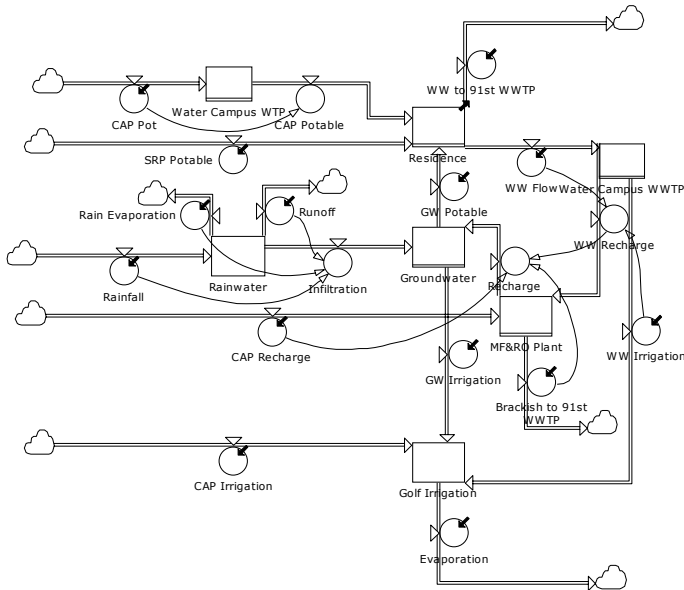 WW to 91st WWTP
Water Campus WTP
CAP Pot
CAP Potable
SRP Potable
Residence
WW Flow
Water Campus WWTP
Rain Evaporation
Runoff
GW Potable
WW Recharge
Rainfall
Rainwater
Infiltration
Groundwater
Recharge
CAP Recharge
MF&RO Plant
WW Irrigation
GW Irrigation
Brackish to 91st
WWTP
CAP Irrigation
Golf Irrigation
Evaporation